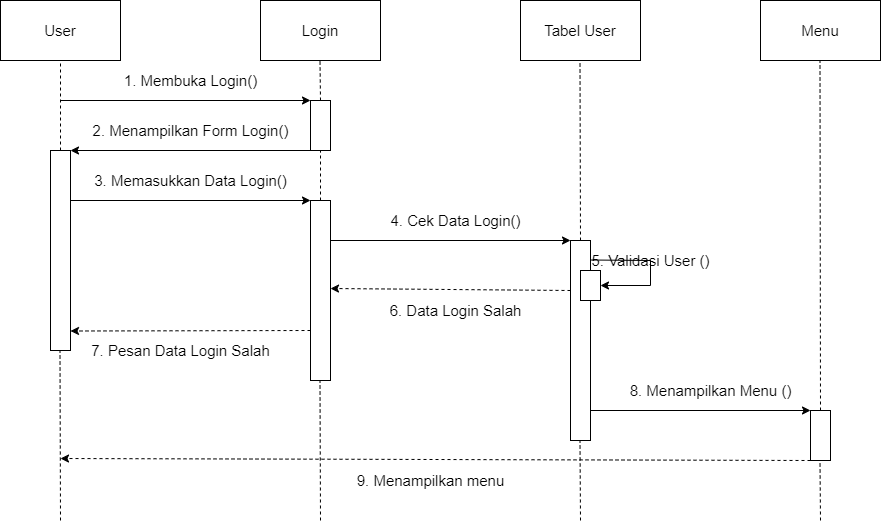 User
Login
Tabel User
Menu
1. Membuka Login()
2. Menampilkan Form Login()
3. Memasukkan Data Login()
4. Cek Data Login()
5. Validasi User ()
6. Data Login Salah
7. Pesan Data Login Salah
8. Menampilkan Menu ()
9. Menampilkan menu